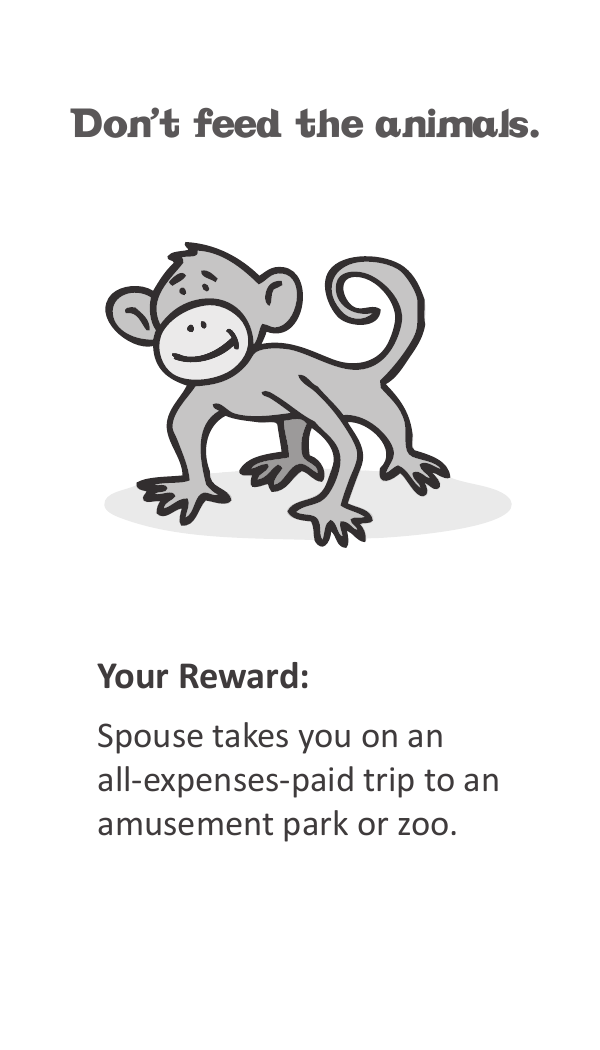 Don’t feed the animals.
Your Reward:
Spouse takes you on an
all-expenses-paid trip to an
amusement park or zoo.